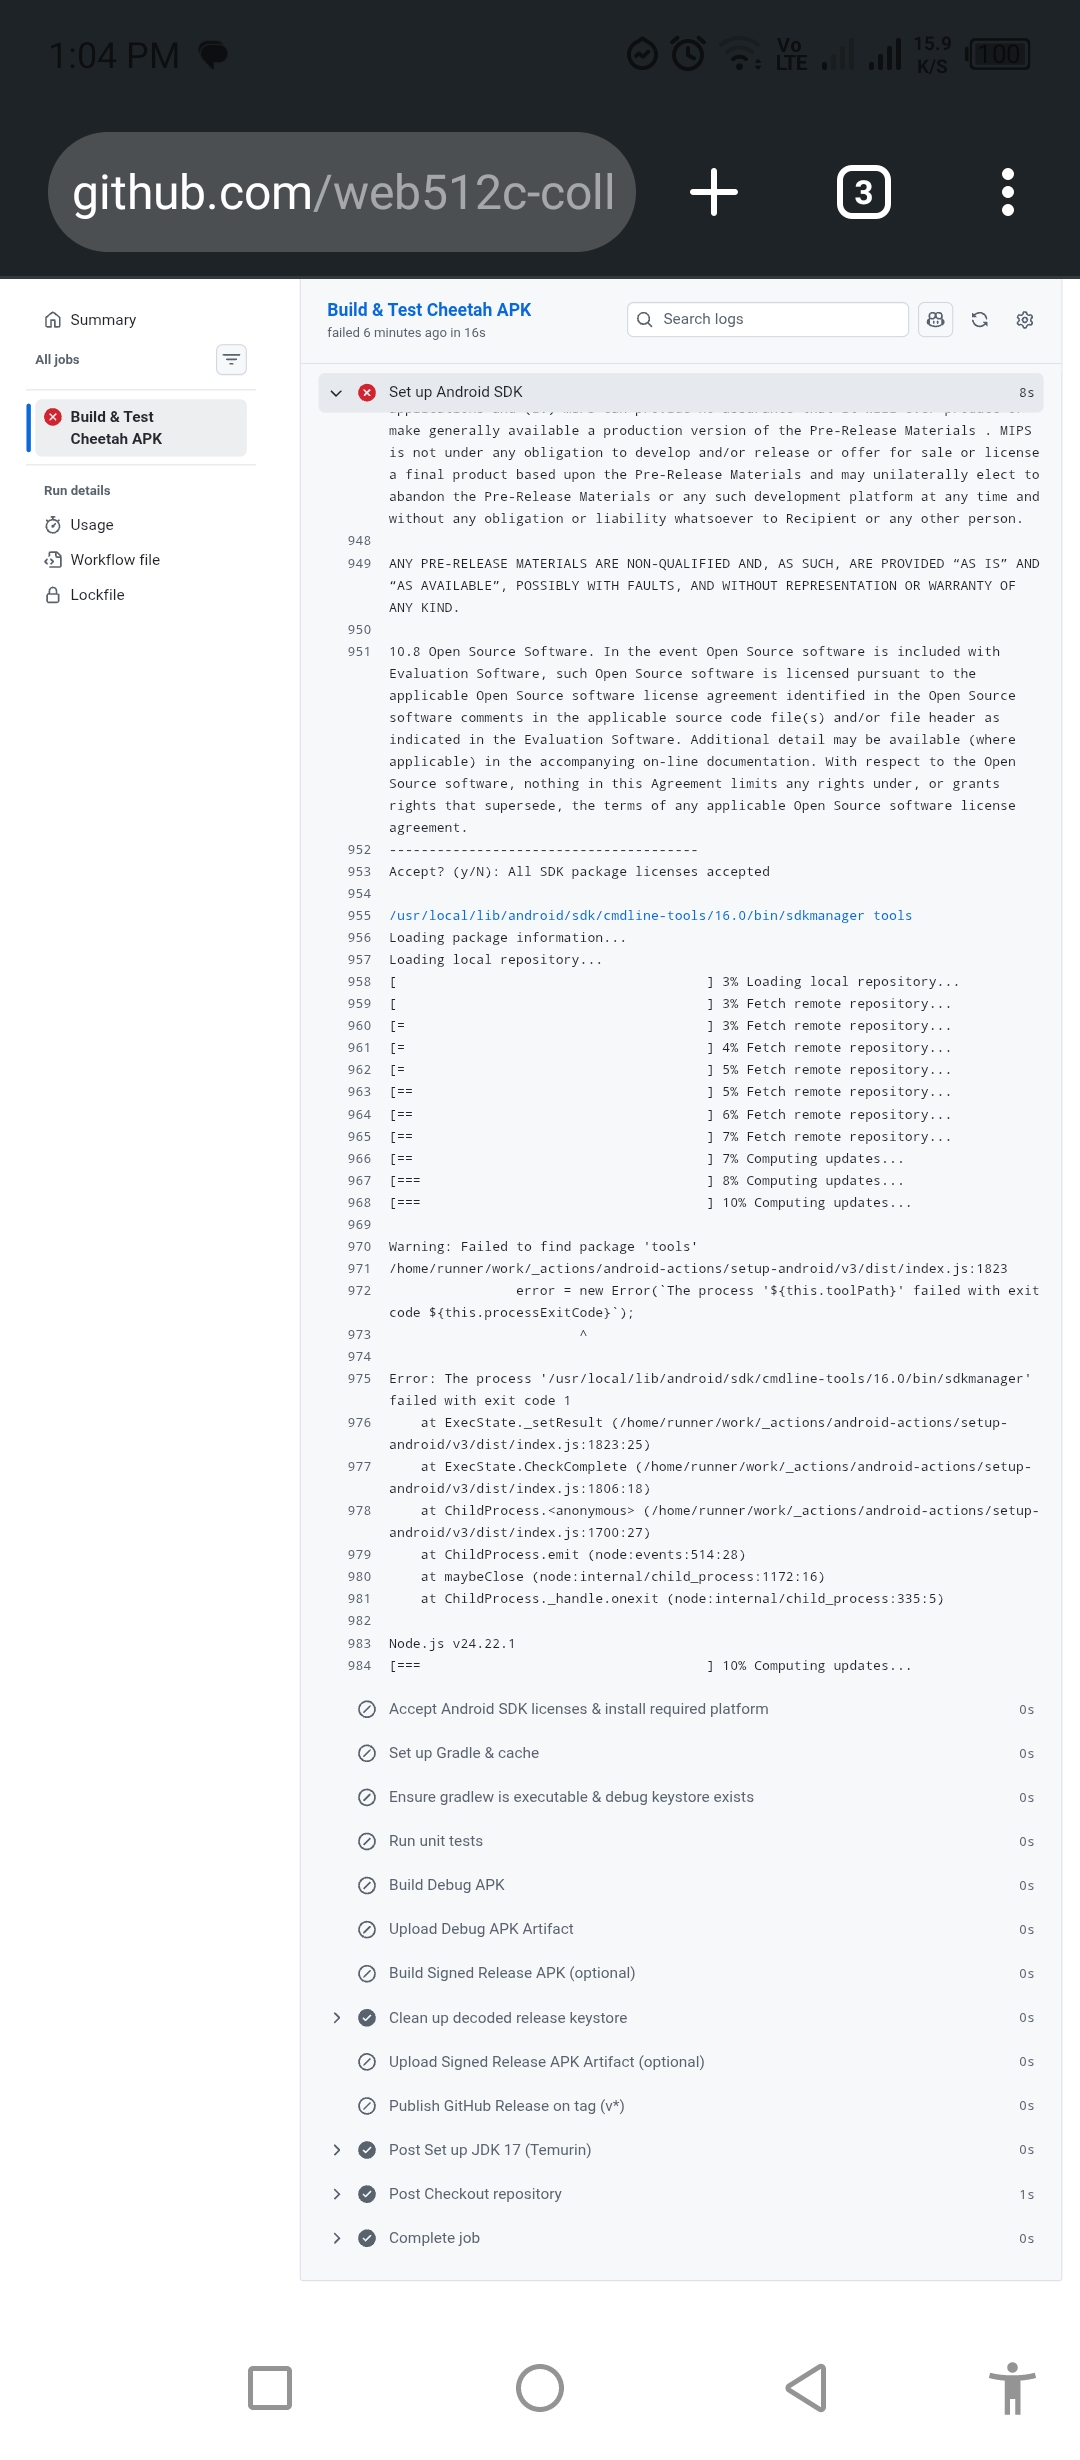 1:04 PM
Vo
LTE
15.9
K/S
100
github.com/web512c-coll
3
Summary
All jobs
Build & Test
Cheetah APK
Run details
Usage
Workflow file
Lockfile
Build & Test Cheetah APK
failed 6 minutes ago in 16s
Search logs
Set up Android SDK 8s
make generally available a production version of the Pre-Release Materials . MIPS
is not under any obligation to develop and/or release or offer for sale or license
a final product based upon the Pre-Release Materials and may unilaterally elect to
abandon the Pre-Release Materials or any such development platform at any time and
without any obligation or liability whatsoever to Recipient or any other person.
948
949 ANY PRE-RELEASE MATERIALS ARE NON-QUALIFIED AND, AS SUCH, ARE PROVIDED “AS IS” AND
“AS AVAILABLE”, POSSIBLY WITH FAULTS, AND WITHOUT REPRESENTATION OR WARRANTY OF
ANY KIND.
950
951 10.8 Open Source Software. In the event Open Source software is included with
Evaluation Software, such Open Source software is licensed pursuant to the
applicable Open Source software license agreement identified in the Open Source
software comments in the applicable source code file(s) and/or file header as
indicated in the Evaluation Software. Additional detail may be available (where
applicable) in the accompanying on-line documentation. With respect to the Open
Source software, nothing in this Agreement limits any rights under, or grants
rights that supersede, the terms of any applicable Open Source software license
agreement.
952 ---------------------------------------
953 Accept? (y/N): All SDK package licenses accepted
954
955 /usr/local/lib/android/sdk/cmdline-tools/16.0/bin/sdkmanager tools
956 Loading package information...
957 Loading local repository...
958 [                                       ] 3% Loading local repository...
959 [                                       ] 3% Fetch remote repository...
960 [=                                      ] 3% Fetch remote repository...
961 [=                                      ] 4% Fetch remote repository...
962 [=                                      ] 5% Fetch remote repository...
963 [==                                     ] 5% Fetch remote repository...
964 [==                                     ] 6% Fetch remote repository...
965 [==                                     ] 7% Fetch remote repository...
966 [==                                     ] 7% Computing updates...
967 [===                                    ] 8% Computing updates...
968 [===                                    ] 10% Computing updates...
969
970 Warning: Failed to find package 'tools'
971 /home/runner/work/_actions/android-actions/setup-android/v3/dist/index.js:1823
972                 error = new Error(`The process '${this.toolPath}' failed with exit
code ${this.processExitCode}`);
973                         ^
974
975 Error: The process '/usr/local/lib/android/sdk/cmdline-tools/16.0/bin/sdkmanager'
failed with exit code 1
976     at ExecState._setResult (/home/runner/work/_actions/android-actions/setup-
android/v3/dist/index.js:1823:25)
977     at ExecState.CheckComplete (/home/runner/work/_actions/android-actions/setup-
android/v3/dist/index.js:1806:18)
978     at ChildProcess.<anonymous> (/home/runner/work/_actions/android-actions/setup-
android/v3/dist/index.js:1700:27)
979     at ChildProcess.emit (node:events:514:28)
980     at maybeClose (node:internal/child_process:1172:16)
981     at ChildProcess._handle.onexit (node:internal/child_process:335:5)
982
983 Node.js v24.22.1
984 [===                                    ] 10% Computing updates...
Accept Android SDK licenses & install required platform 0s
Set up Gradle & cache 0s
Ensure gradlew is executable & debug keystore exists 0s
Run unit tests 0s
Build Debug APK 0s
Upload Debug APK Artifact 0s
Build Signed Release APK (optional) 0s
Clean up decoded release keystore 0s
Upload Signed Release APK Artifact (optional) 0s
Publish GitHub Release on tag (v*) 0s
Post Set up JDK 17 (Temurin) 0s
Post Checkout repository 1s
Complete job 0s